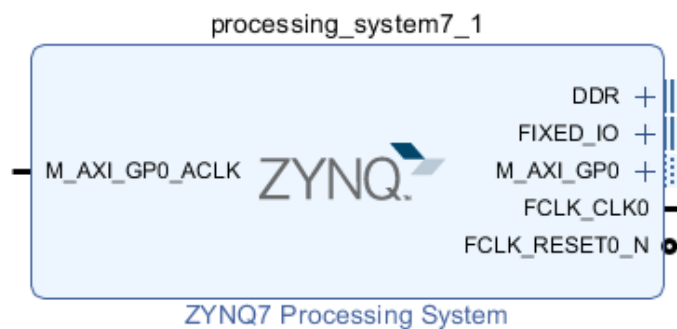 processing_system7_1
DDR
FIXED_IO
M_AXI_GP0_ACLK
ZYNQ
M_AXI_GP0
FCLK_CLK0
FCLK_RESET0_N
ZYNQ7 Processing System